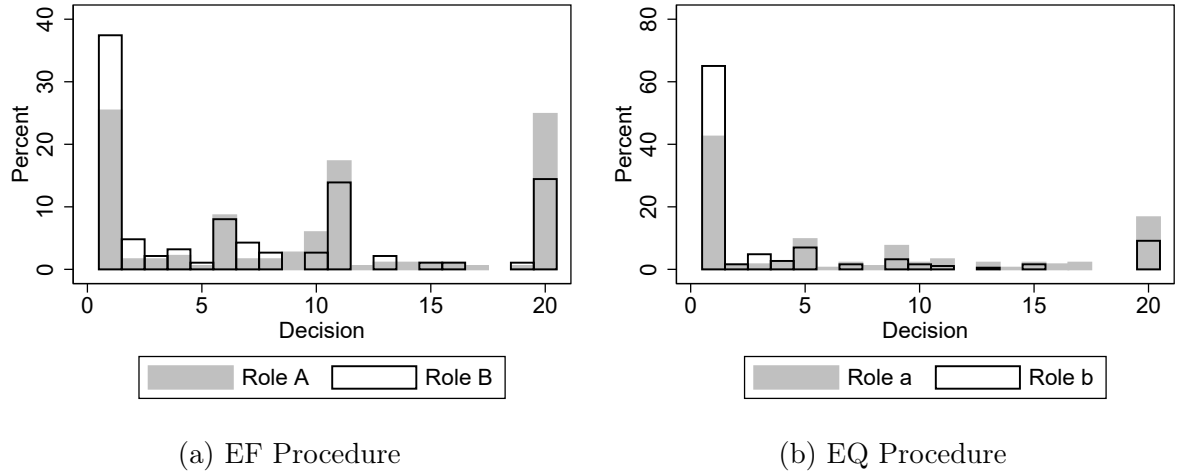 40
30
20
10
0
Percent
0 5 10 15 20
Decision
Role A Role B
(a) EF Procedure
80
60
40
20
0
Percent
0 5 10 15 20
Decision
Role a Role b
(b) EQ Procedure